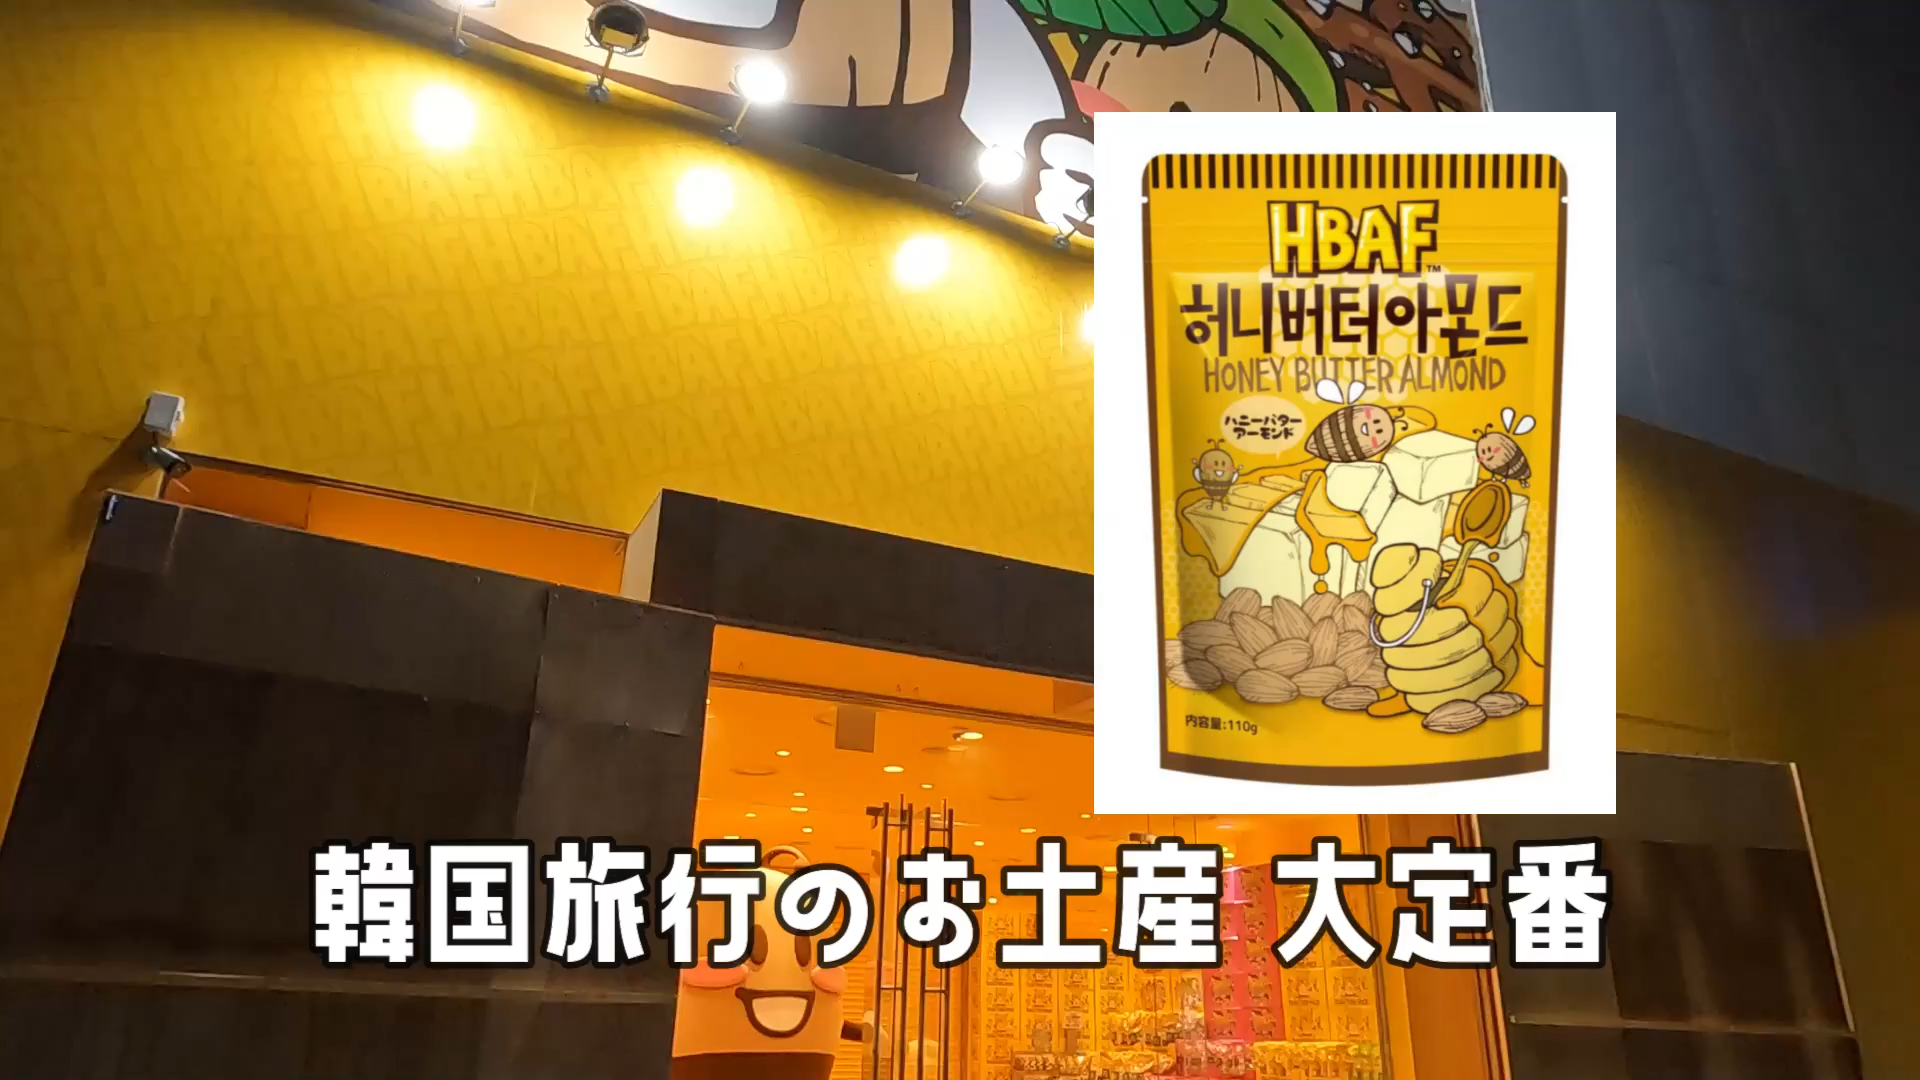 HBAF™
허니버터아몬드
HONEY BUTTER ALMOND
ハニーバター
アーモンド
内容量:110g
韓国旅行のお土産 大定番